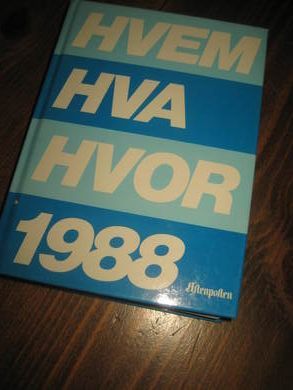 HVEM
HVA
HVOR
1988
Aftenposten